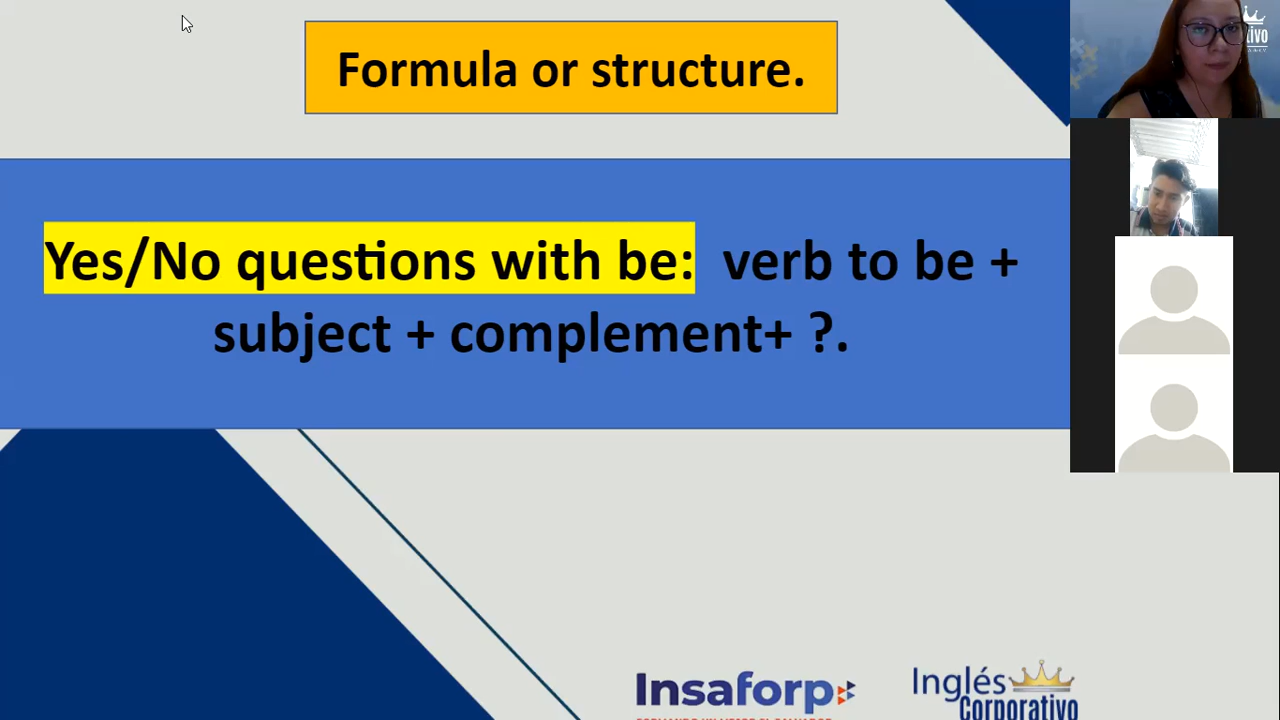 Formula or structure.
Yes/No questions with be: verb to be +
subject + complement+ ?.
Insaforp
Inglés
Corporativo